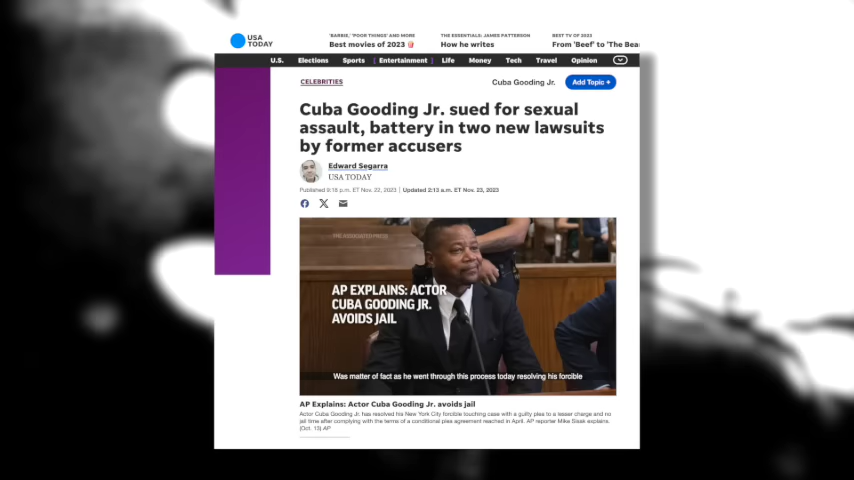 USA
TODAY
'BARBIE,' 'POOR THINGS' AND MORE
Best movies of 2023
THE ESSENTIALS: JAMES PATTERSON
How he writes
BEST TV OF 2023
From 'Beef' to 'The Bea
U.S. Elections Sports Entertainment Life Money Tech Travel Opinion
CELEBRITIES
Cuba Gooding Jr. Add Topic +
Cuba Gooding Jr. sued for sexual
assault, battery in two new lawsuits
by former accusers
Edward Segarra
USA TODAY
Published 9:16 p.m. ET Nov. 22, 2023 | Updated 2:13 a.m. ET Nov. 23, 2023
THE ASSOCIATED PRESS
AP EXPLAINS: ACTOR
CUBA GOODING JR.
AVOIDS JAIL
Was matter of fact as he went through this process today resolving his forcible
AP Explains: Actor Cuba Gooding Jr. avoids jail
Actor Cuba Gooding Jr. has resolved his New York City forcible touching case with a guilty plea to a lesser charge and no
jail time after complying with the terms of a conditional plea agreement reached in April. AP reporter Mike Sisak explains.
(Oct. 13) AP